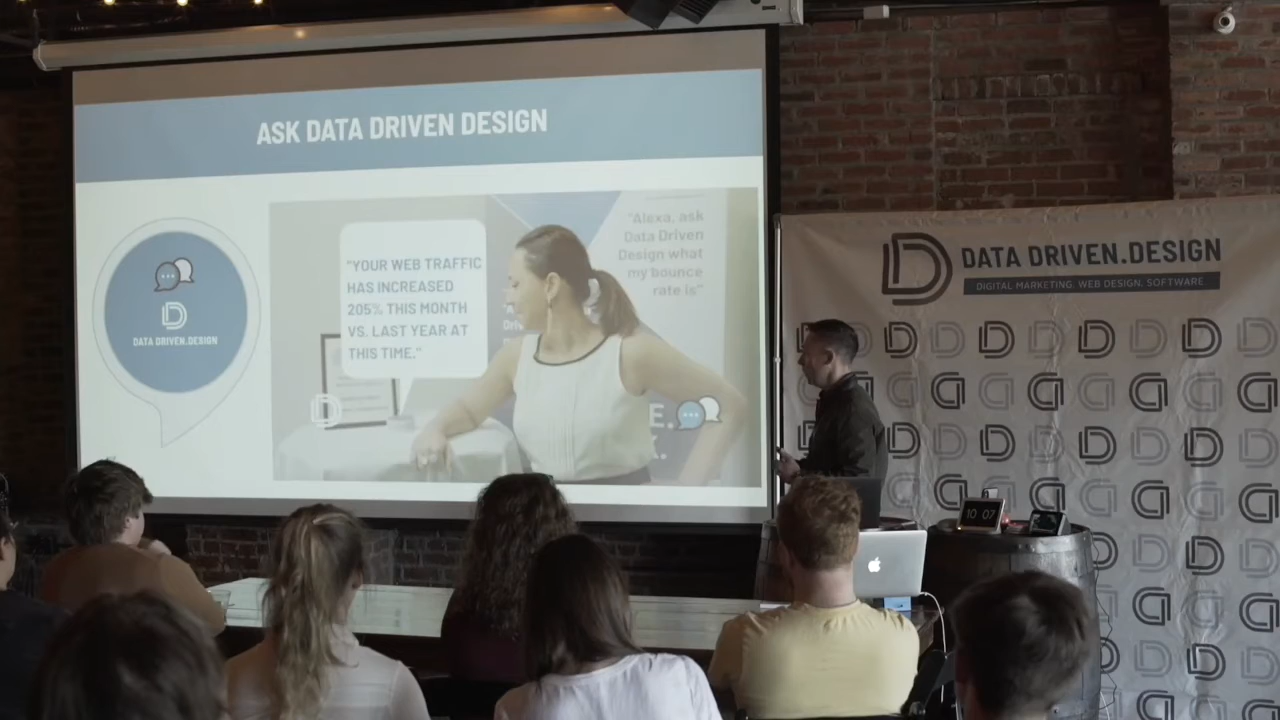 ASK DATA DRIVEN DESIGN
DATA DRIVEN.DESIGN
"YOUR WEB TRAFFIC
HAS INCREASED
205% THIS MONTH
VS. LAST YEAR AT
THIS TIME."
"Alexa, ask
Data Driven
Design what
my bounce
rate is"
DATA DRIVEN.DESIGN
DIGITAL MARKETING. WEB DESIGN. SOFTWARE
10 07